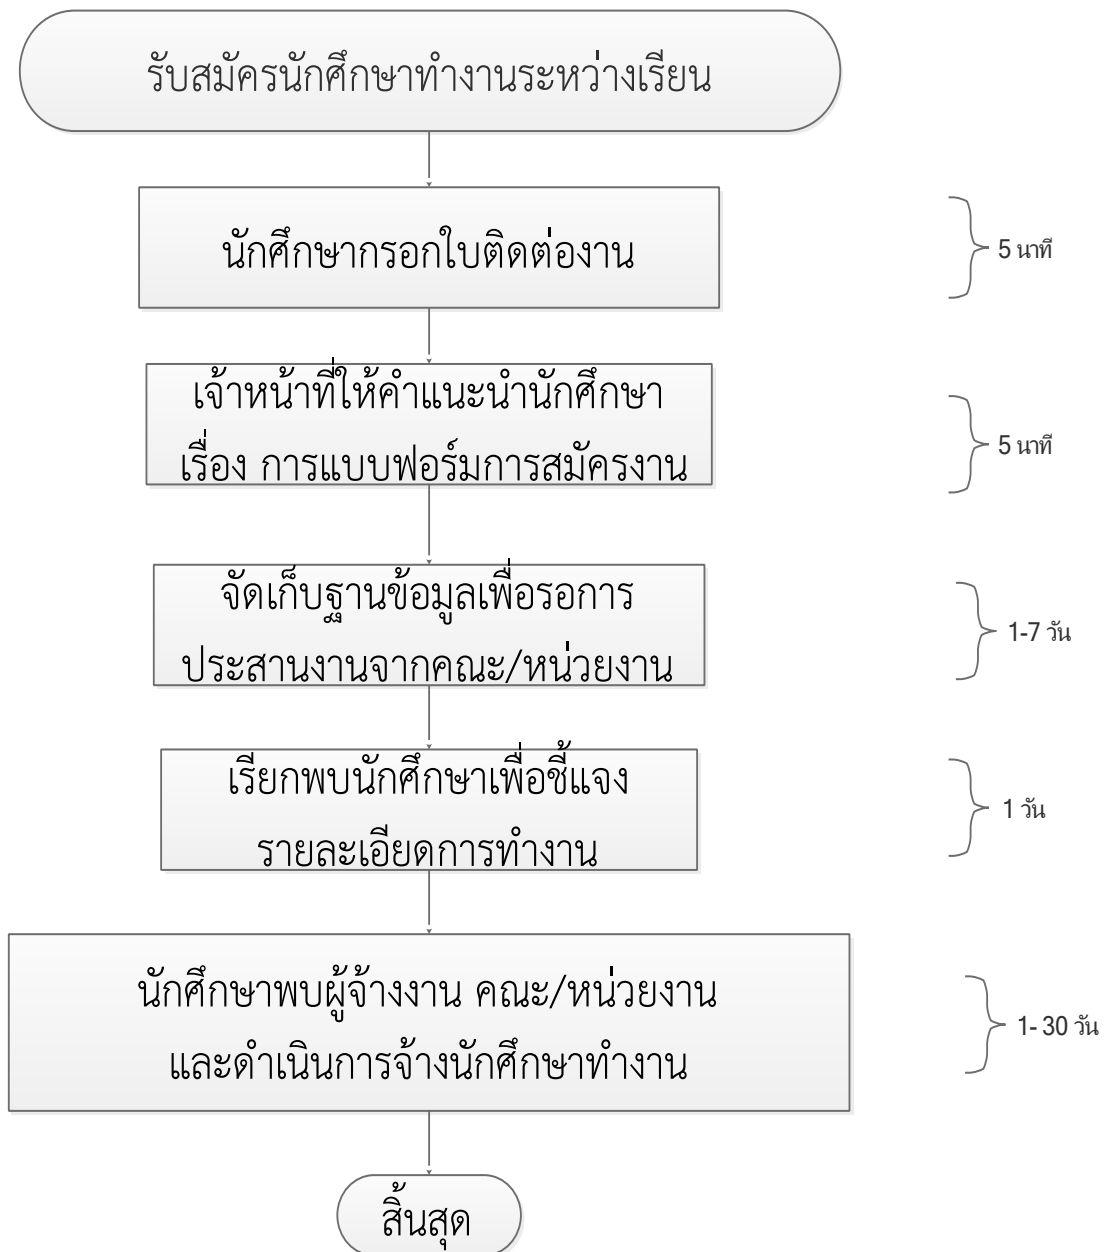 รับสมัครนักศึกษาทำงานระหว่างเรียน
นักศึกษากรอกใบติดต่องาน
5 นาที
เจ้าหน้าที่ให้คำแนะนำนักศึกษา
เรื่อง การแบบฟอร์มการสมัครงาน
5 นาที
จัดเก็บฐานข้อมูลเพื่อรอการ
ประสานงานจากคณะ/หน่วยงาน
1-7 วัน
เรียกพบนักศึกษาเพื่อชี้แจง
รายละเอียดการทำงาน
1 วัน
นักศึกษาพบผู้จ้างงาน คณะ/หน่วยงาน
และดำเนินการจ้างนักศึกษาทำงาน
1- 30 วัน
สิ้นสุด